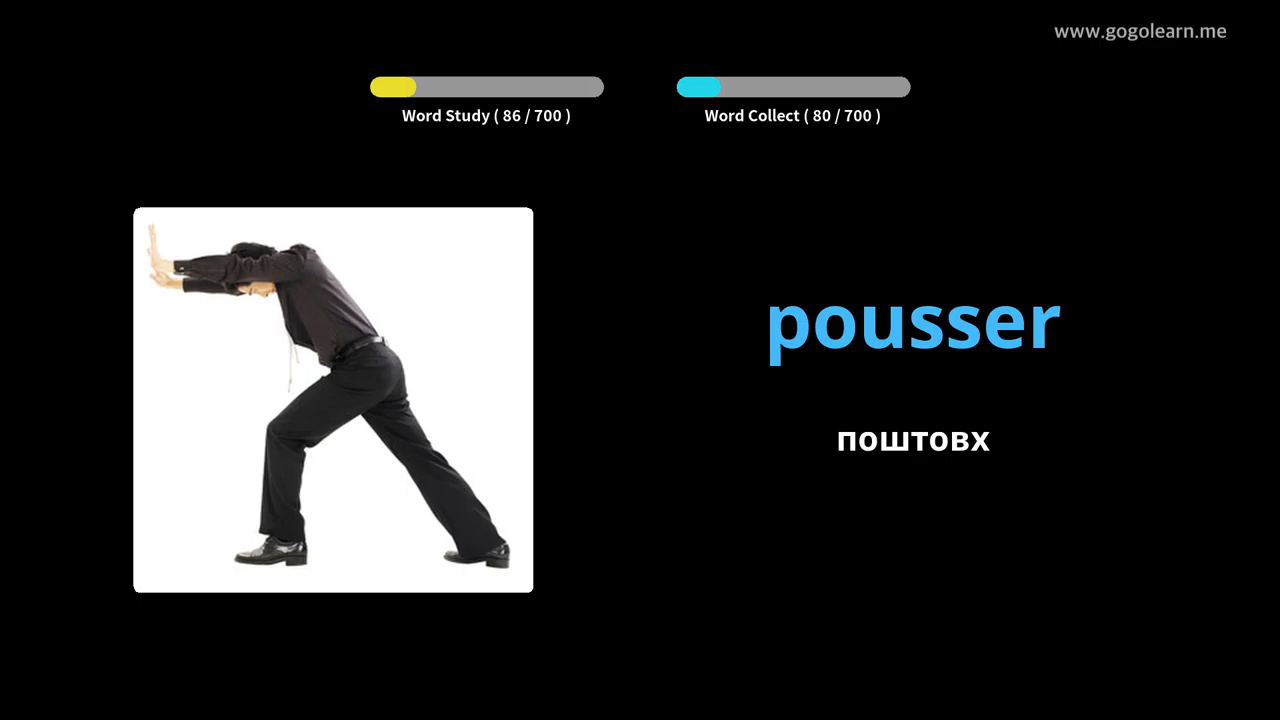 www.gogolearn.me
Word Study ( 86 / 700 )
Word Collect ( 80 / 700 )
pousser
поштовх